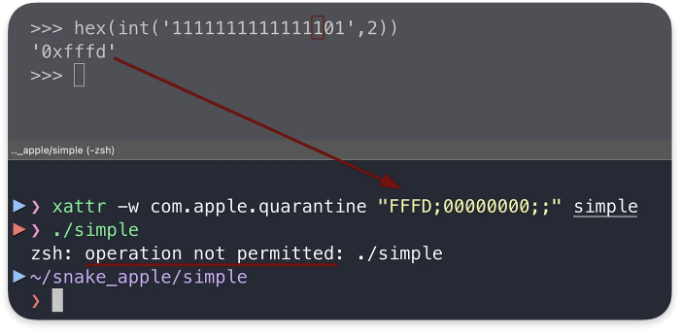 >>> hex(int('1111111111111101',2))
'0xfffd'
>>>
.._apple/simple (-zsh)
❯ xattr -w com.apple.quarantine "FFFD;00000000;;" simple
❯ ./simple
zsh: operation not permitted: ./simple
~/snake_apple/simple
❯